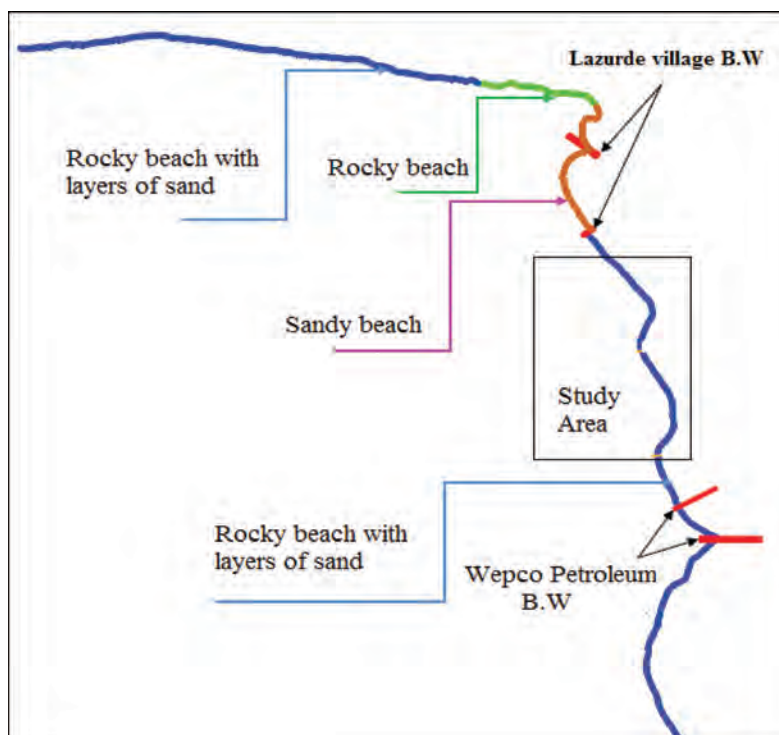 Lazurde village B.W
Rocky beach with
layers of sand
Rocky beach
Sandy beach
Study
Area
Rocky beach with
layers of sand
Wepco Petroleum
B.W